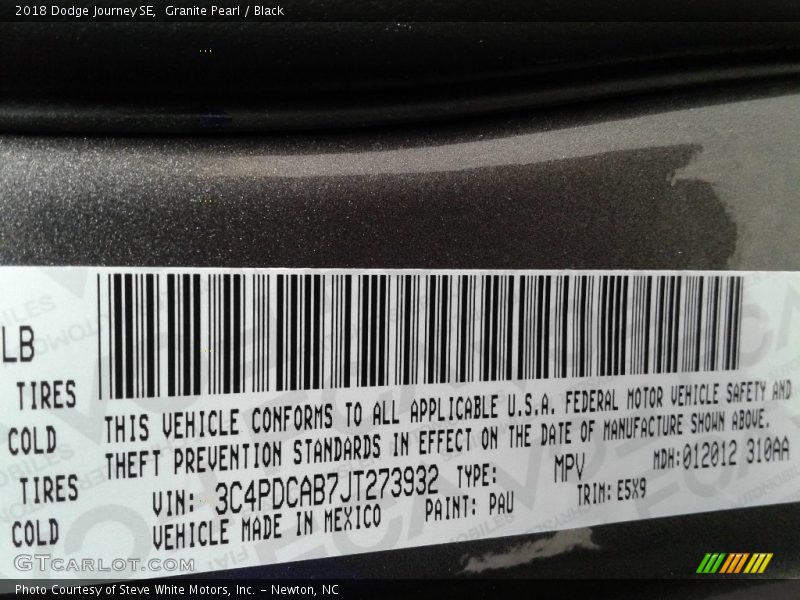 2018 Dodge Journey SE, Granite Pearl / Black
LB
TIRES
COLD
TIRES
COLD
THIS VEHICLE CONFORMS TO ALL APPLICABLE U.S.A. FEDERAL MOTOR VEHICLE SAFETY AND
THEFT PREVENTION STANDARDS IN EFFECT ON THE DATE OF MANUFACTURE SHOWN ABOVE.
VIN: 3C4PDCAB7JT273932 TYPE: MPV MDH:012012 310AA
VEHICLE MADE IN MEXICO PAINT: PAU TRIM: E5X9
GTCARLOT.COM
Photo Courtesy of Steve White Motors, Inc. – Newton, NC